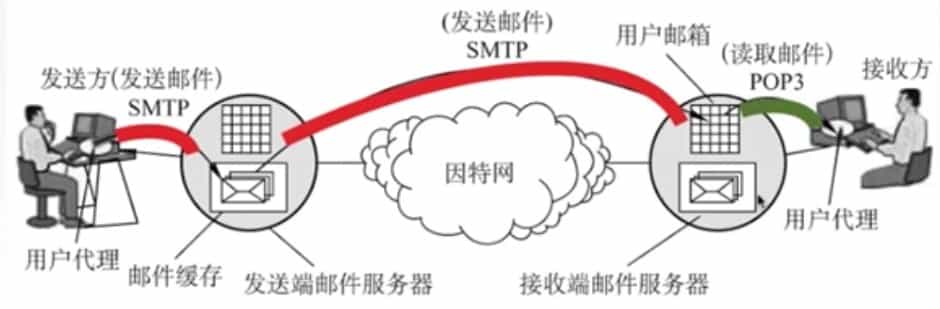 (发送邮件)
SMTP
用户邮箱
(读取邮件)
POP3
接收方
发送方(发送邮件)
SMTP
因特网
用户代理
邮件缓存
发送端邮件服务器
接收端邮件服务器
用户代理